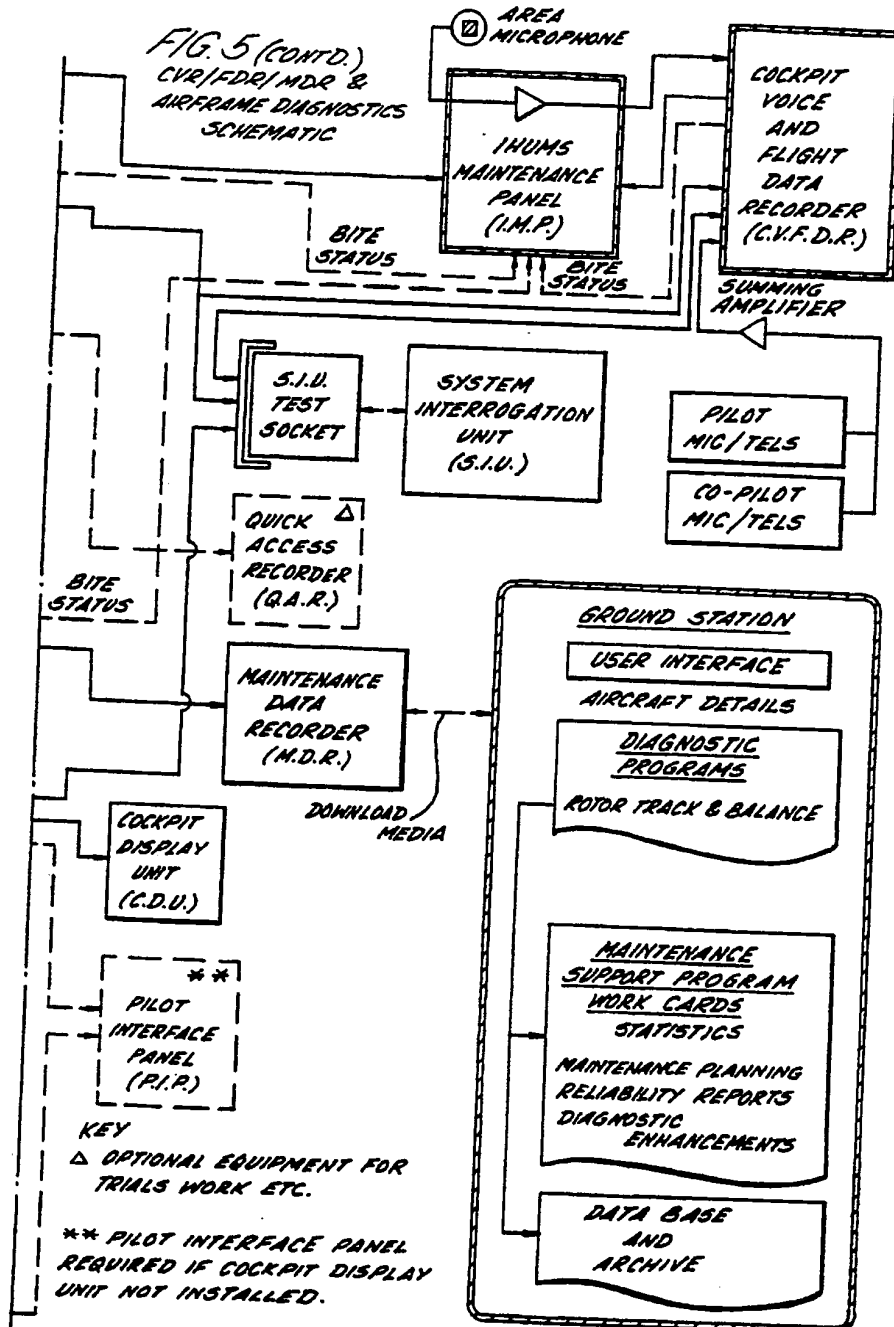 FIG. 5 (CONTD.)
CVR/FDR/MDR &
AIRFRAME DIAGNOSTICS
SCHEMATIC
AREA
MICROPHONE
IHUMS
MAINTENANCE
PANEL
(I.M.P.)
COCKPIT
VOICE
AND
FLIGHT
DATA
RECORDER
(C.V.F.D.R.)
BITE
STATUS
BITE
STATUS
SUMMING
AMPLIFIER
S.I.U.
TEST
SOCKET
SYSTEM
INTERROGATION
UNIT
(S.I.U.)
PILOT
MIC/TELS
CO-PILOT
MIC/TELS
QUICK Δ
ACCESS
RECORDER
(Q.A.R.)
BITE
STATUS
MAINTENANCE
DATA
RECORDER
(M.D.R.)
DOWNLOAD
MEDIA
COCKPIT
DISPLAY
UNIT
(C.D.U.)
**
PILOT
INTERFACE
PANEL
(P.I.P.)
KEY
Δ OPTIONAL EQUIPMENT FOR
TRIALS WORK ETC.
** PILOT INTERFACE PANEL
REQUIRED IF COCKPIT DISPLAY
UNIT NOT INSTALLED.
GROUND STATION
USER INTERFACE
AIRCRAFT DETAILS
DIAGNOSTIC
PROGRAMS
ROTOR TRACK & BALANCE
MAINTENANCE
SUPPORT PROGRAM
WORK CARDS
STATISTICS
MAINTENANCE PLANNING
RELIABILITY REPORTS
DIAGNOSTIC
ENHANCEMENTS
DATA BASE
AND
ARCHIVE